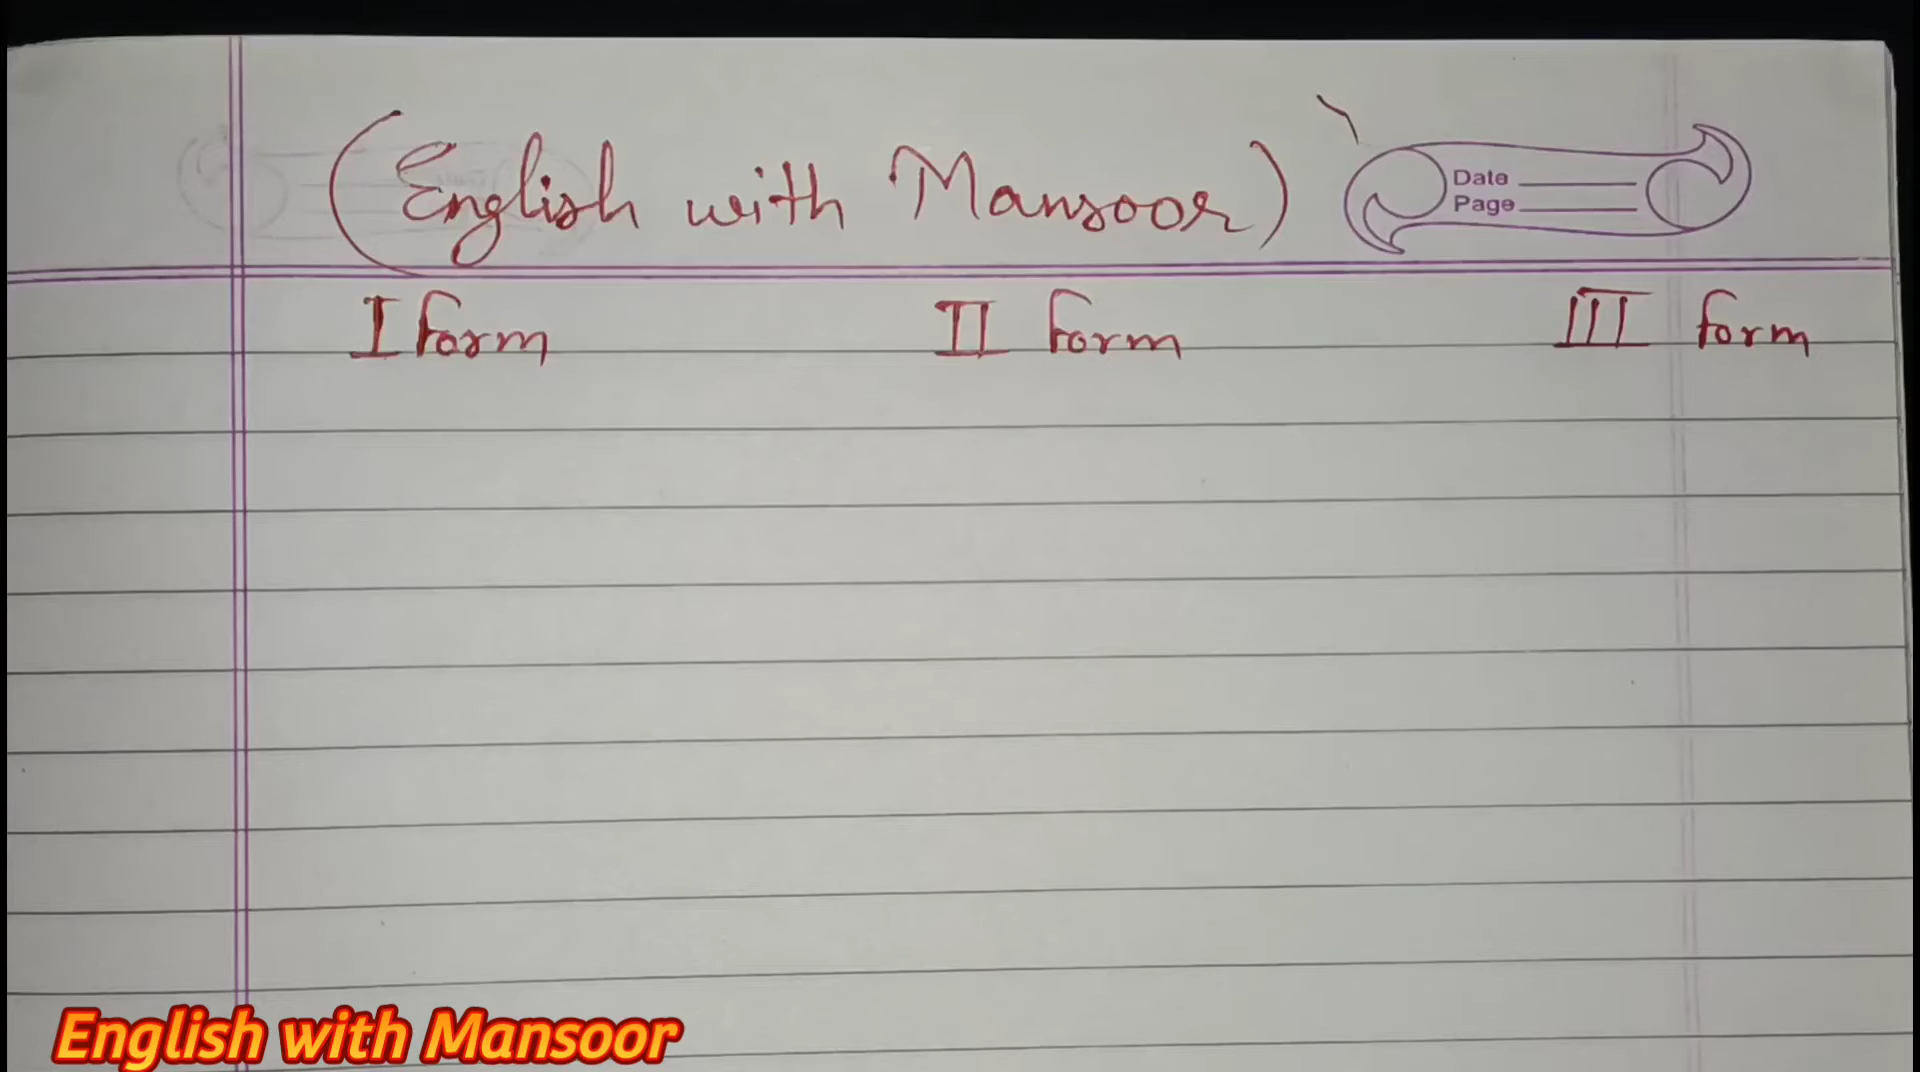 (English with Mansoor)
Date
Page
I form II form III form
English with Mansoor